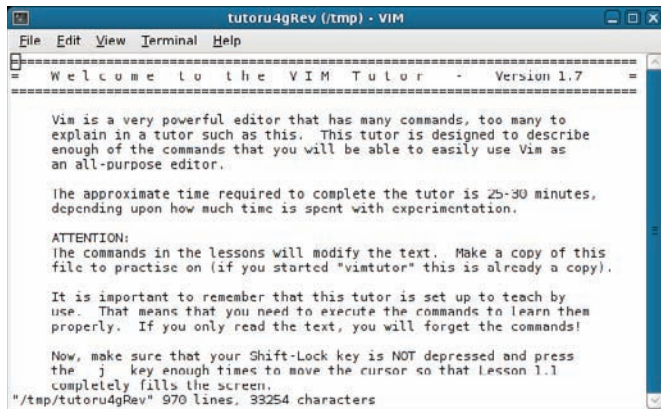 tutoru4gRev (/tmp) - VIM
File Edit View Terminal Help
===============================================================================
=    W e l c o m e   t o   t h e   V I M   T u t o r    -    Version 1.7      =
===============================================================================
Vim is a very powerful editor that has many commands, too many to
explain in a tutor such as this. This tutor is designed to describe
enough of the commands that you will be able to easily use Vim as
an all-purpose editor.
The approximate time required to complete the tutor is 25-30 minutes,
depending upon how much time is spent with experimentation.
ATTENTION:
The commands in the lessons will modify the text. Make a copy of this
file to practise on (if you started "vimtutor" this is already a copy).
It is important to remember that this tutor is set up to teach by
use. That means that you need to execute the commands to learn them
properly. If you only read the text, you will forget the commands!
Now, make sure that your Shift-Lock key is NOT depressed and press
the   j   key enough times to move the cursor so that Lesson 1.1
completely fills the screen.
"/tmp/tutoru4gRev" 970 lines, 33254 characters